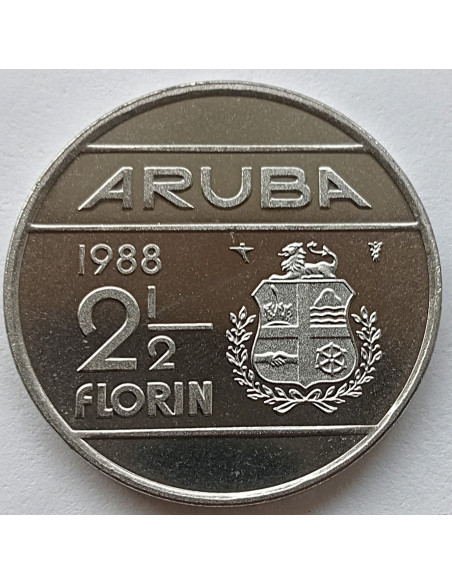 ARUBA
1988
2 1/2
FLORIN